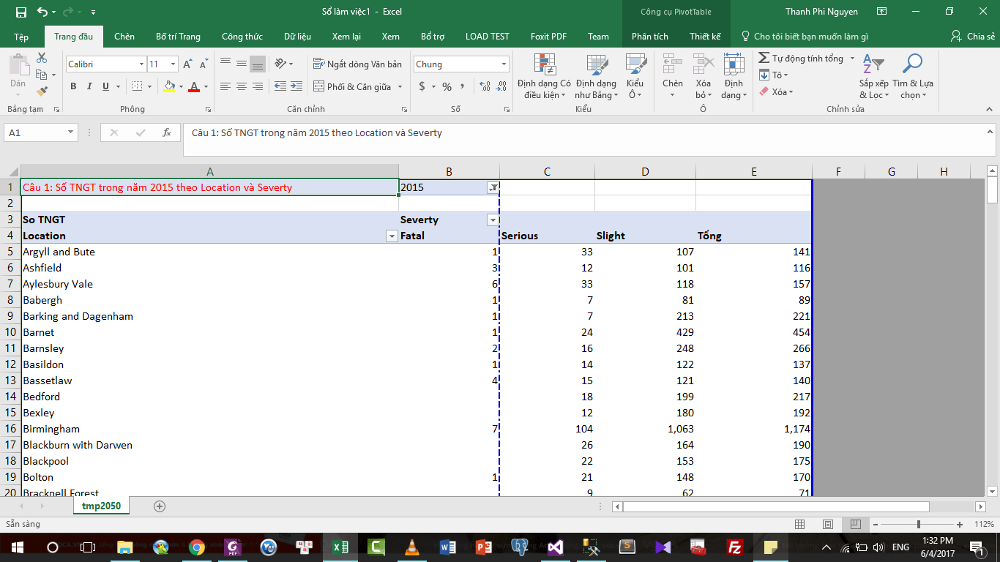 Sổ làm việc1 - Excel
Công cụ PivotTable
Thanh Phi Nguyen
Tệp Trang đầu Chèn Bố trí Trang Công thức Dữ liệu Xem lại Xem Bổ trợ LOAD TEST Foxit PDF Team Phân tích Thiết kế Cho tôi biết bạn muốn làm gì Chia sẻ
Dán
Calibri 11
B I U
Ngắt dòng Văn bản
Phối & Căn giữa
Chung
$ % ,
Định dạng Có điều kiện
Định dạng như Bảng
Kiểu Ô
Chèn
Xóa bỏ
Định dạng
Tự động tính tổng
Tô
Xóa
Sắp xếp & Lọc
Tìm & Lựa chọn
Bảng tạm Phông Căn chỉnh Số Kiểu Ô Chỉnh sửa
A1 fx Câu 1: Số TNGT trong năm 2015 theo Location và Severty
A B C D E F G H
1 Câu 1: Số TNGT trong năm 2015 theo Location và Severty 2015
2
3 So TNGT Severty
4 Location Fatal Serious Slight Tổng
5 Argyll and Bute 1 33 107 141
6 Ashfield 3 12 101 116
7 Aylesbury Vale 6 33 118 157
8 Babergh 1 7 81 89
9 Barking and Dagenham 1 7 213 221
10 Barnet 1 24 429 454
11 Barnsley 2 16 248 266
12 Basildon 1 14 122 137
13 Bassetlaw 4 15 121 140
14 Bedford 18 199 217
15 Bexley 12 180 192
16 Birmingham 7 104 1,063 1,174
17 Blackburn with Darwen 26 164 190
18 Blackpool 22 153 175
19 Bolton 1 21 148 170
20 Bracknell Forest 9 62 71
tmp2050
Sẵn sàng
112%
ENG
1:32 PM
6/4/2017